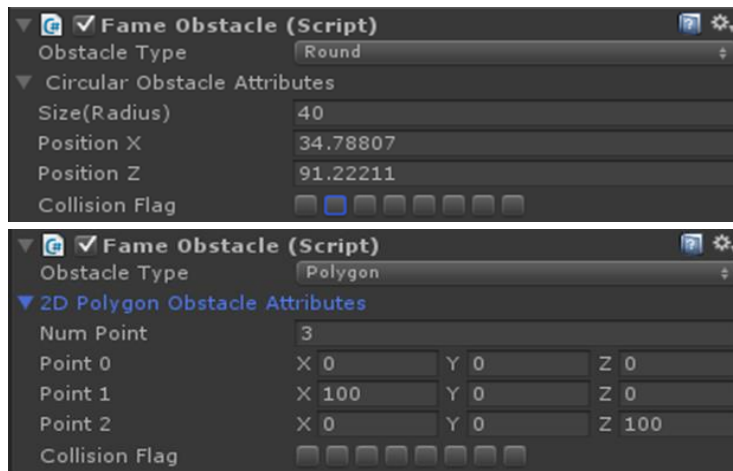 Fame Obstacle (Script)
Obstacle Type Round
Circular Obstacle Attributes
Size(Radius) 40
Position X 34.78807
Position Z 91.22211
Collision Flag
Fame Obstacle (Script)
Obstacle Type Polygon
2D Polygon Obstacle Attributes
Num Point 3
Point 0 X 0 Y 0 Z 0
Point 1 X 100 Y 0 Z 0
Point 2 X 0 Y 0 Z 100
Collision Flag